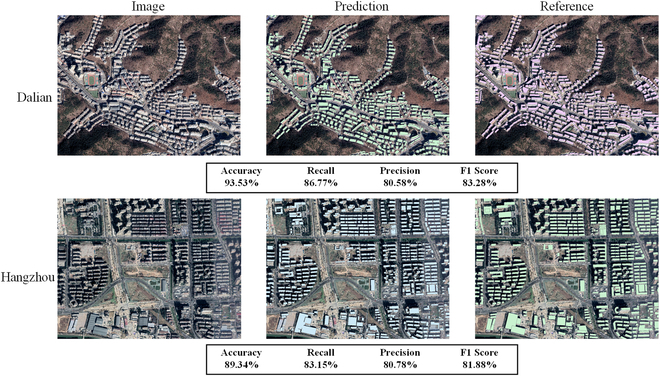 Image Prediction Reference
Dalian
Accuracy Recall Precision F1 Score
93.53% 86.77% 80.58% 83.28%
Hangzhou
Accuracy Recall Precision F1 Score
89.34% 83.15% 80.78% 81.88%